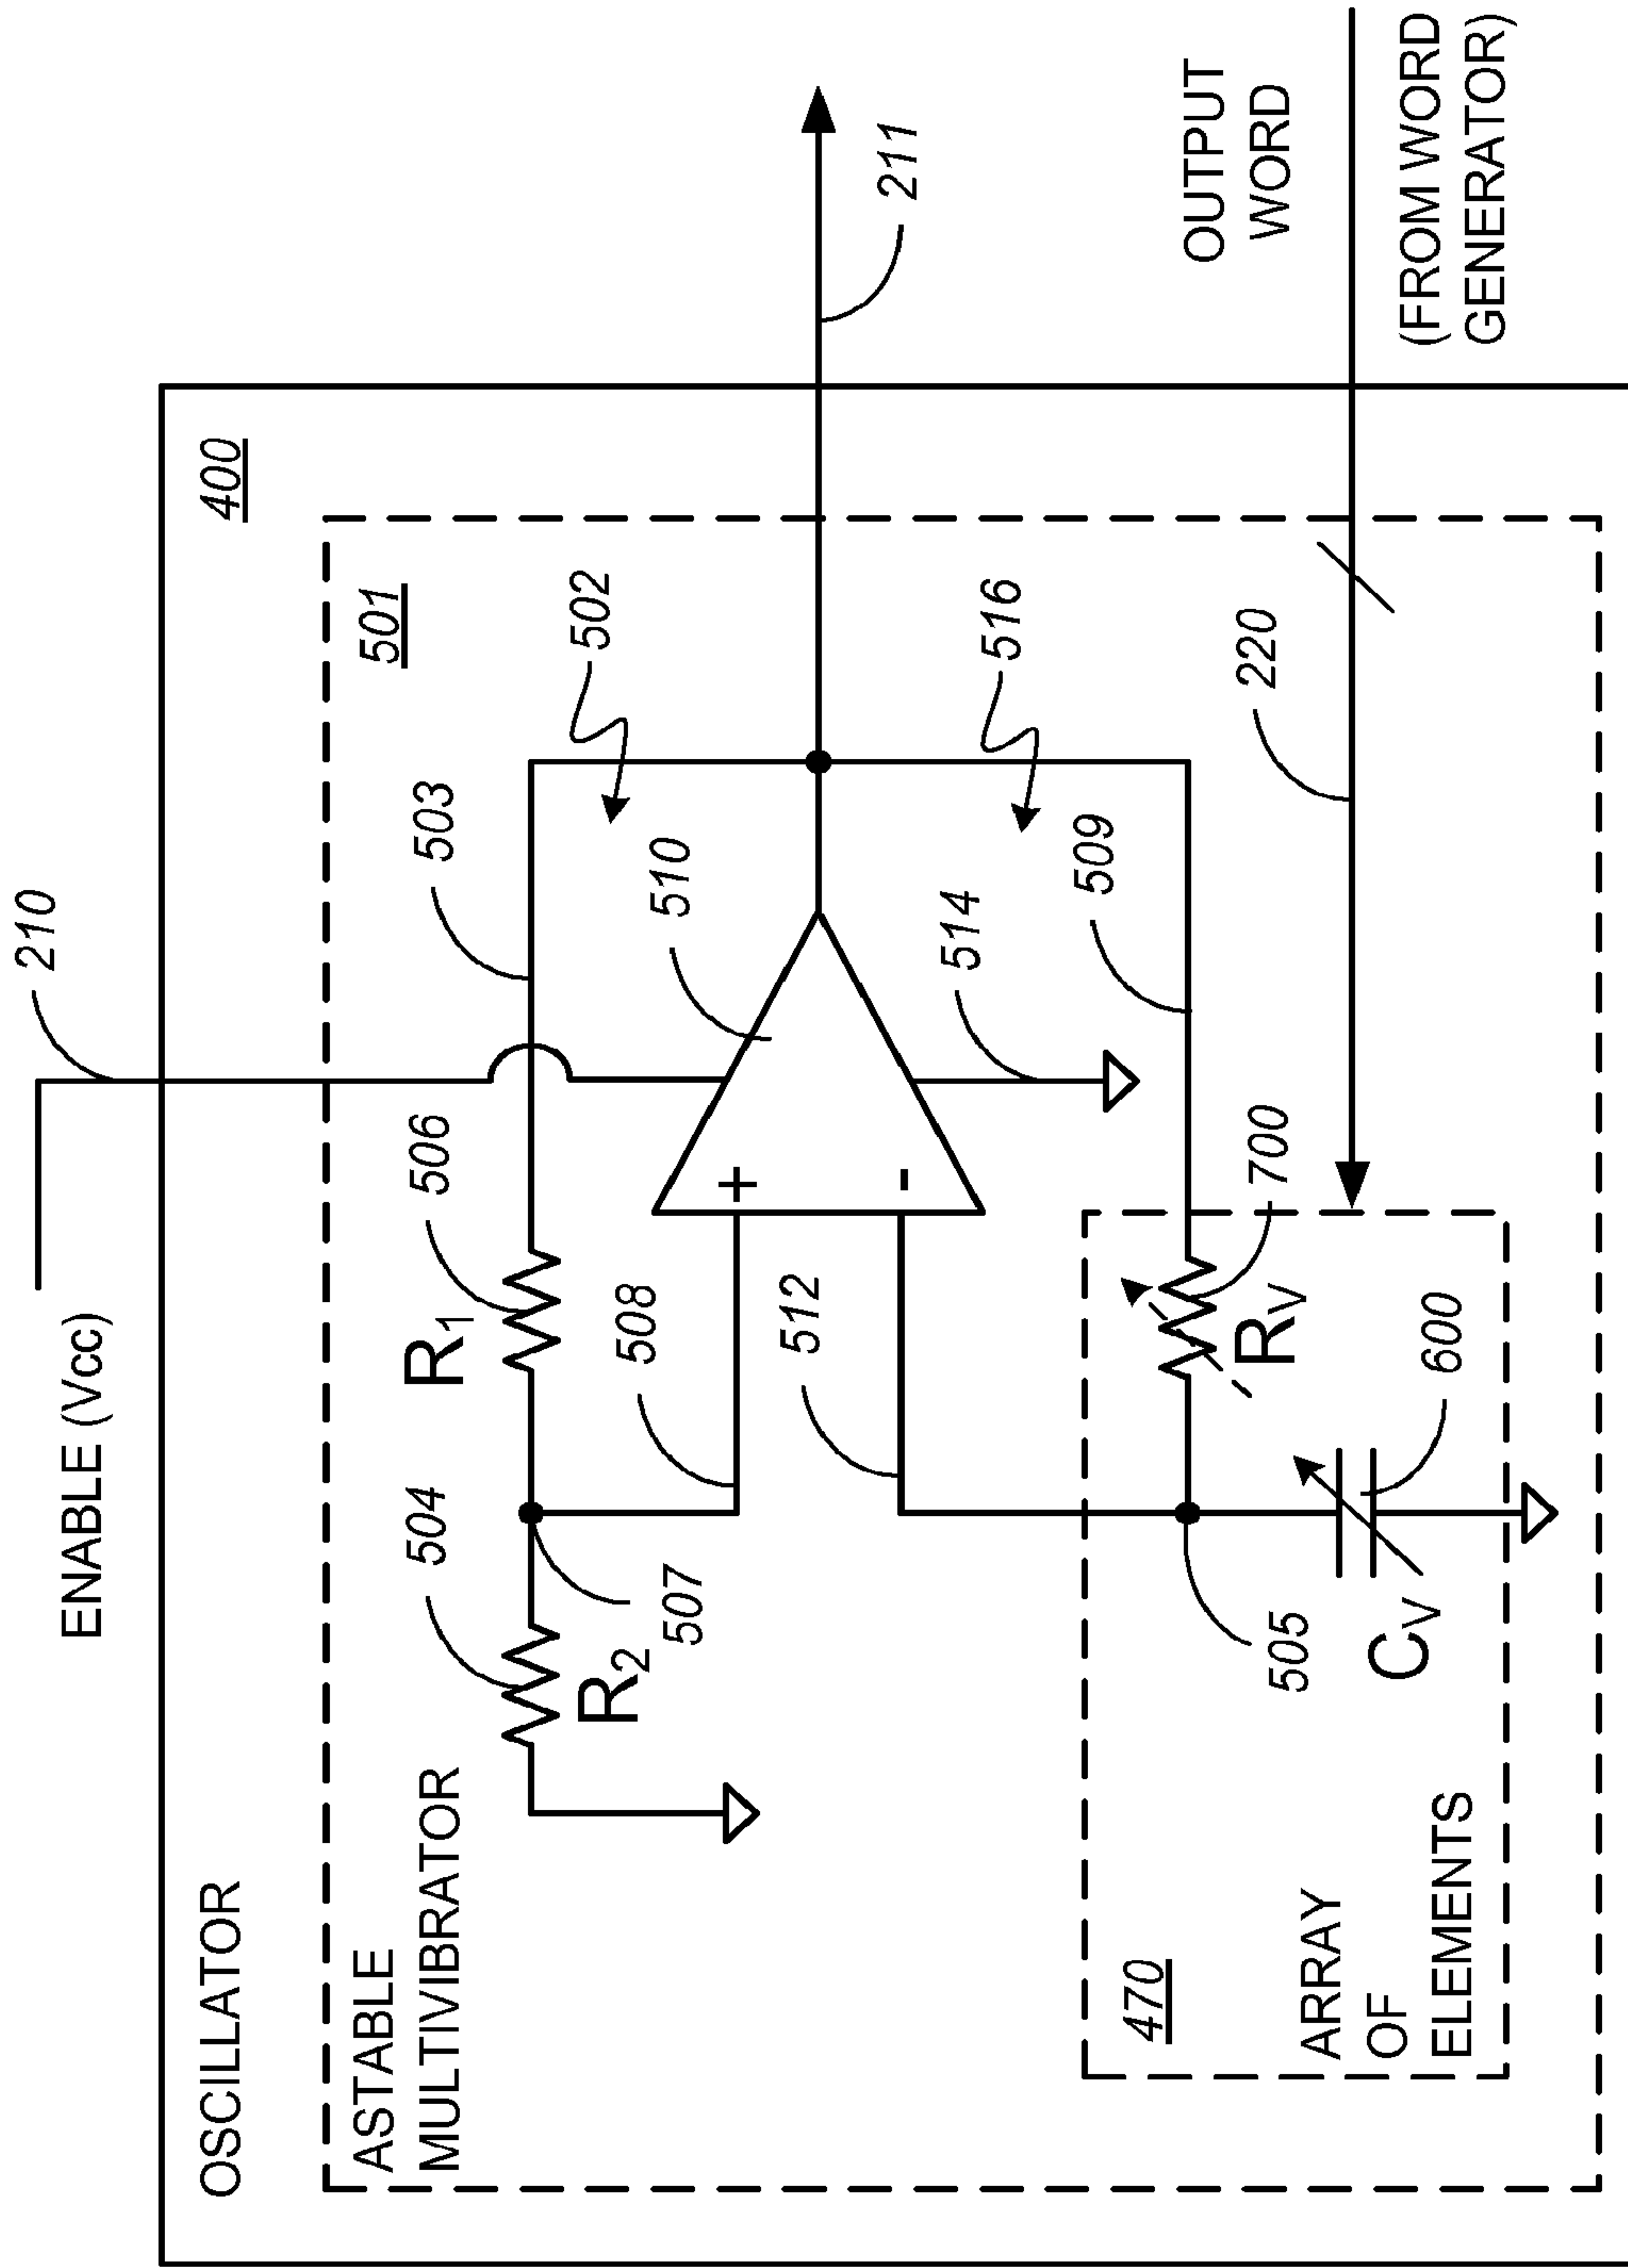 ENABLE (Vcc)
210
OSCILLATOR
400
ASTABLE
MULTIVIBRATOR
501
504
R2
507
R1
506
503
502
508
510
512
514
516
509
211
470
ARRAY
OF
ELEMENTS
505
CV
600
RV
700
220
OUTPUT
WORD
(FROM WORD
GENERATOR)
+
-